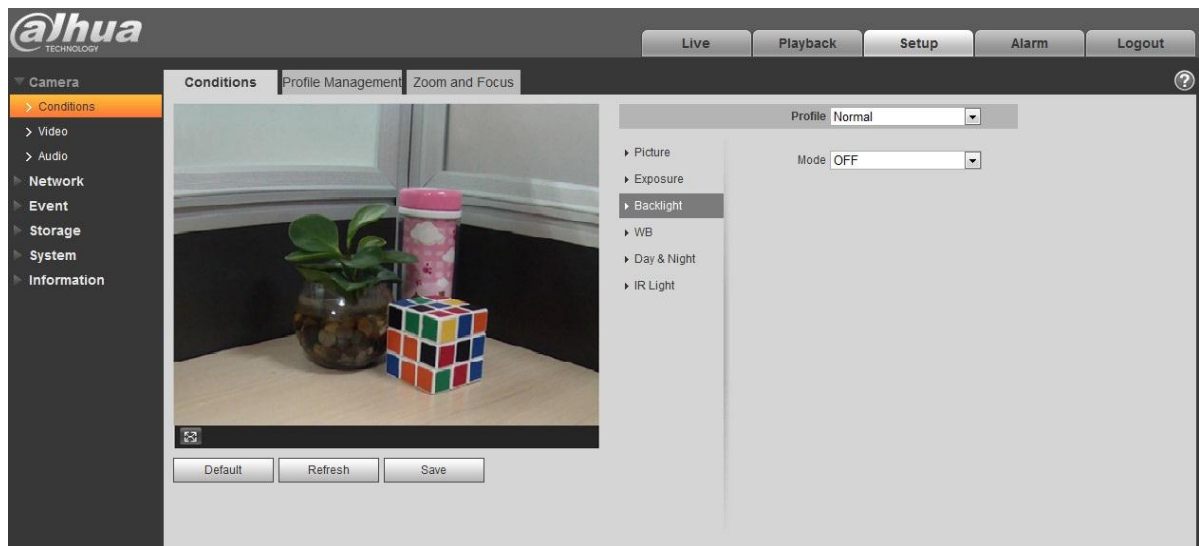 alhua
TECHNOLOGY
Live
Playback
Setup
Alarm
Logout
Camera
Conditions
Video
Audio
Network
Event
Storage
System
Information
Conditions
Profile Management
Zoom and Focus
?
Profile Normal
Picture
Exposure
Backlight
WB
Day & Night
IR Light
Mode OFF
Default
Refresh
Save